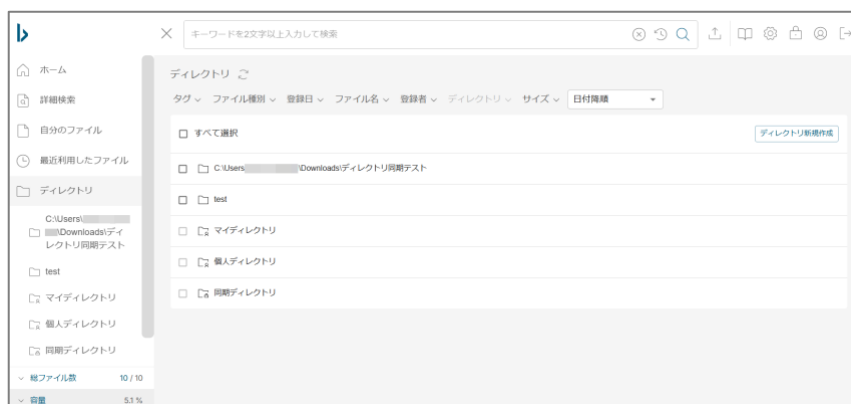 キーワードを2文字以上入力して検索
ホーム
詳細検索
自分のファイル
最近利用したファイル
ディレクトリ
C:\Users\
\Downloads\ディ
レクトリ同期テスト
test
マイディレクトリ
個人ディレクトリ
同期ディレクトリ
総ファイル数 10 / 10
容量 5.1 %
ディレクトリ
タグ ファイル種別 登録日 ファイル名 登録者 ディレクトリ サイズ 日付降順
すべて選択 ディレクトリ新規作成
C:\Users \Downloads\ディレクトリ同期テスト
test
マイディレクトリ
個人ディレクトリ
同期ディレクトリ